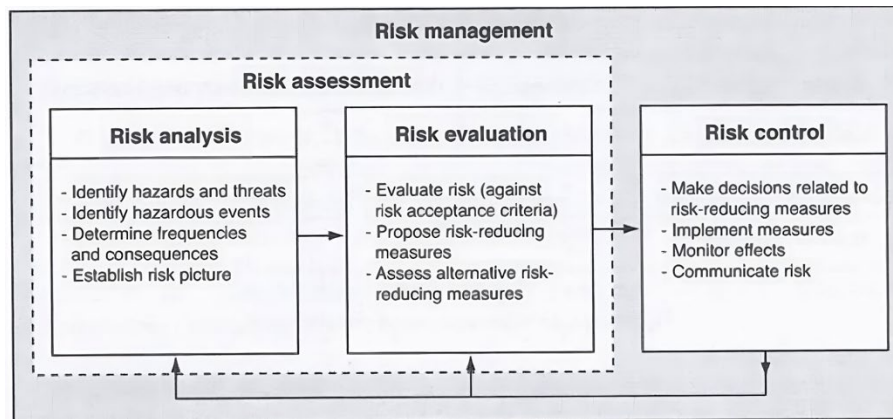 Risk management
Risk assessment
Risk analysis
- Identify hazards and threats
- Identify hazardous events
- Determine frequencies
and consequences
- Establish risk picture
Risk evaluation
- Evaluate risk (against
risk acceptance criteria)
- Propose risk-reducing
measures
- Assess alternative risk-
reducing measures
Risk control
- Make decisions related to
risk-reducing measures
- Implement measures
- Monitor effects
- Communicate risk